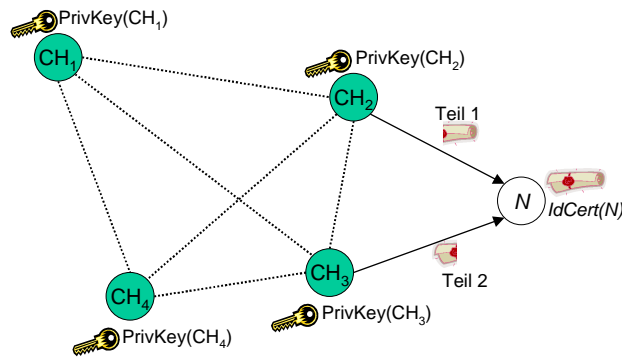 PrivKey(CH₁)
CH₁
PrivKey(CH₂)
CH₂
Teil 1
N
IdCert(N)
CH₃
Teil 2
CH₄
PrivKey(CH₃)
PrivKey(CH₄)